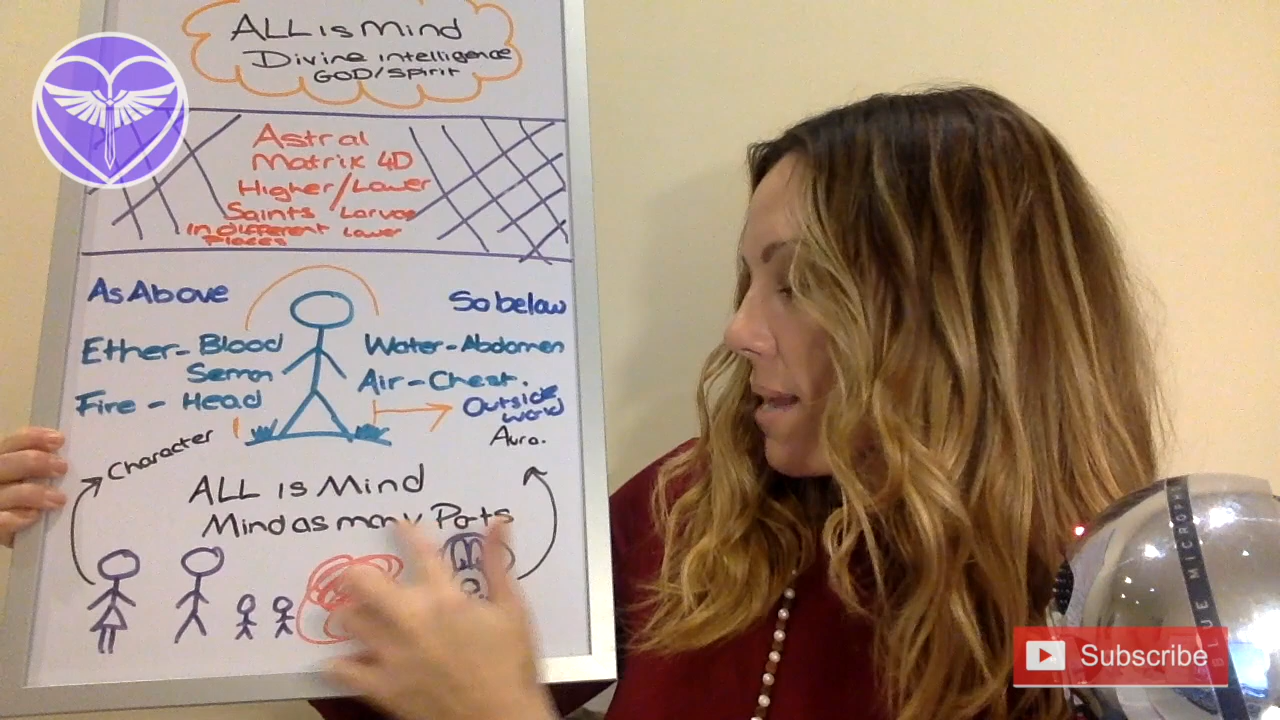 ALL is Mind
Divine intelligence
GOD/Spirit
Astral
Matrix 4D
Higher/Lower
Saints Larvae
In different Lower
Places
As Above
So below
Ether-Blood
Semen
Water-Abdomen
Fire - Head
Air-Chest.
Outside
world
Character
Aura.
ALL is Mind
Mind as many Parts
BLUE MICROPH
Subscribe